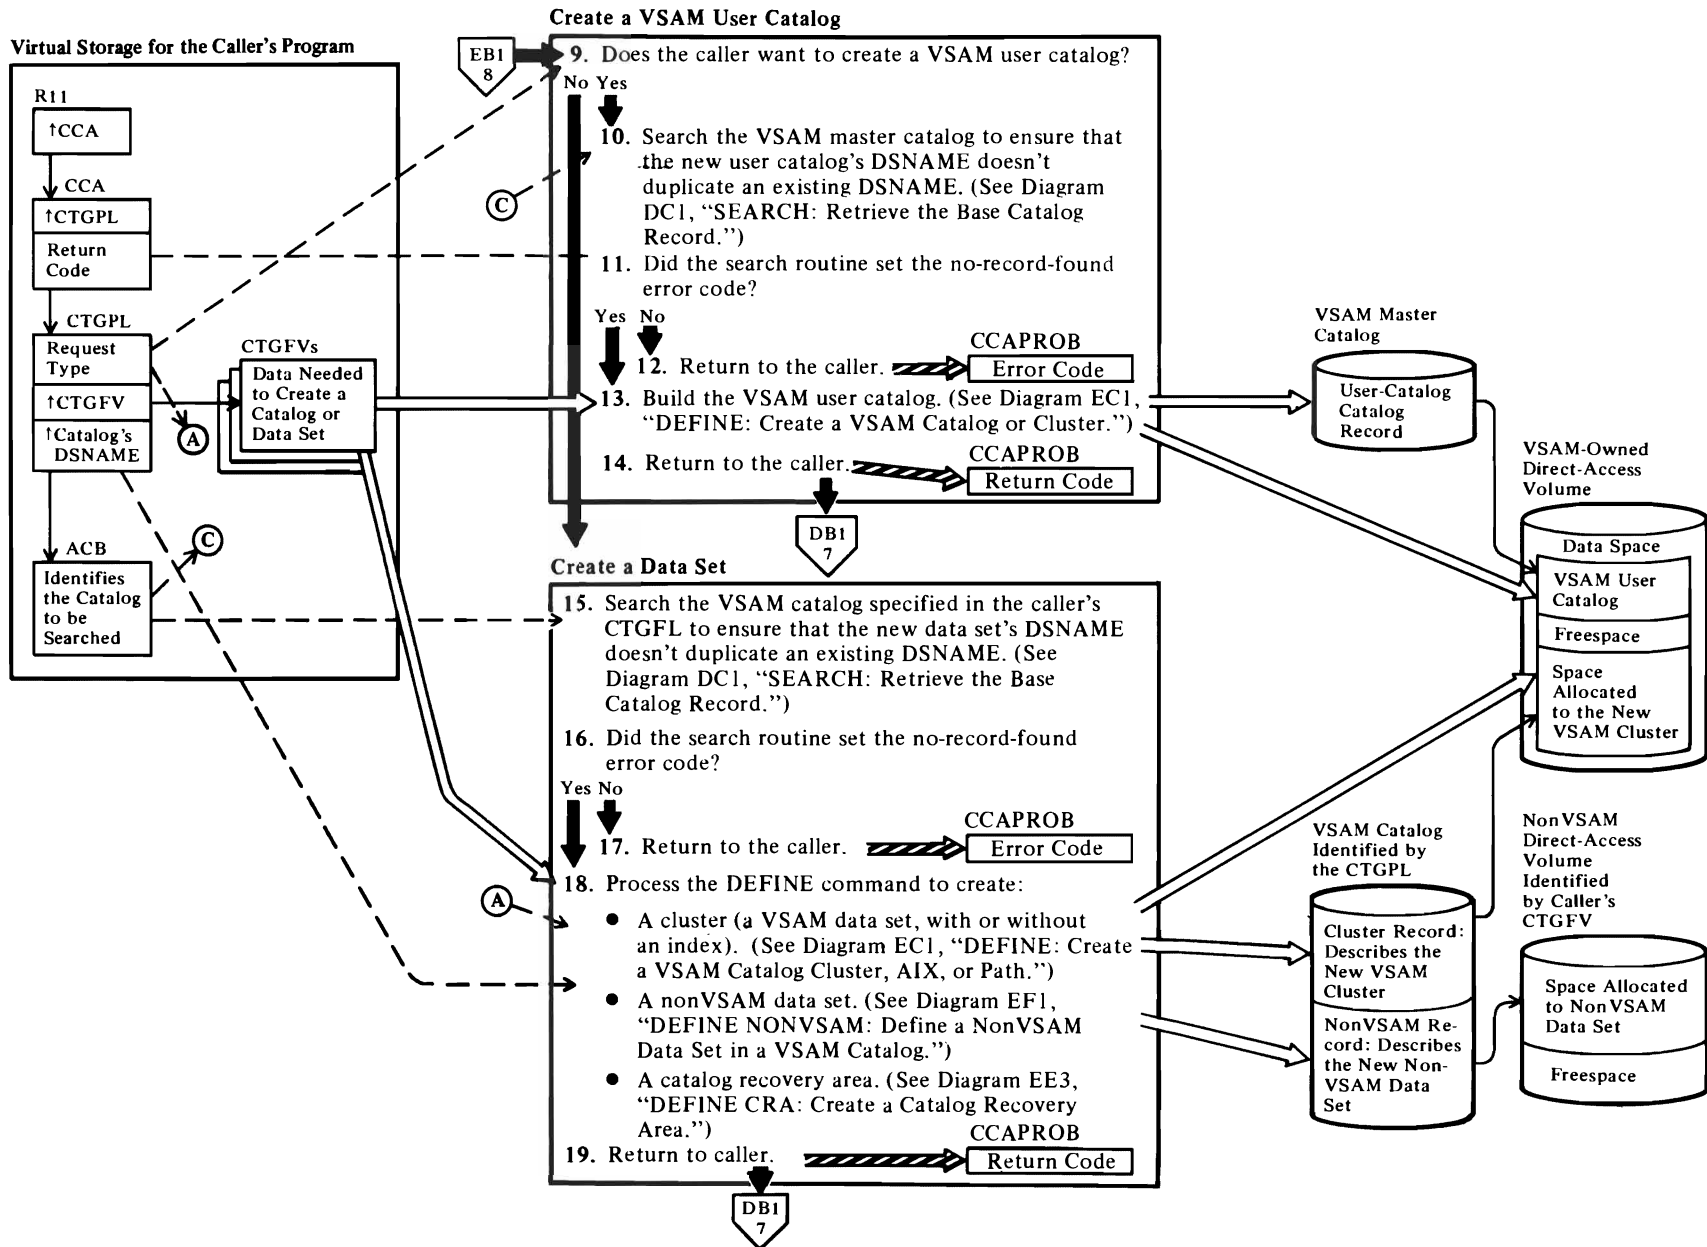 Create a VSAM User Catalog
Virtual Storage for the Caller's Program
R11
↑CCA
CCA
↑CTGPL
Return
Code
CTGPL
Request
Type
↑CTGFV
↑Catalog's
DSNAME
ACB
Identifies
the Catalog
to be
Searched
CTGFVs
Data Needed
to Create a
Catalog or
Data Set
A
C
EB1
8
9. Does the caller want to create a VSAM user catalog?
No Yes
10. Search the VSAM master catalog to ensure that
the new user catalog's DSNAME doesn't
duplicate an existing DSNAME. (See Diagram
DC1, “SEARCH: Retrieve the Base Catalog
Record.”)
C
11. Did the search routine set the no-record-found
error code?
Yes No
CCAPROB
12. Return to the caller.
Error Code
13. Build the VSAM user catalog. (See Diagram EC1,
“DEFINE: Create a VSAM Catalog or Cluster.”)
CCAPROB
14. Return to the caller.
Return Code
DB1
7
Create a Data Set
15. Search the VSAM catalog specified in the caller's
CTGFL to ensure that the new data set's DSNAME
doesn't duplicate an existing DSNAME. (See
Diagram DC1, “SEARCH: Retrieve the Base
Catalog Record.”)
16. Did the search routine set the no-record-found
error code?
Yes No
CCAPROB
17. Return to the caller.
Error Code
18. Process the DEFINE command to create:
A
● A cluster (a VSAM data set, with or without
an index). (See Diagram EC1, “DEFINE: Create
a VSAM Catalog Cluster, AIX, or Path.”)
● A nonVSAM data set. (See Diagram EF1,
“DEFINE NONVSAM: Define a NonVSAM
Data Set in a VSAM Catalog.”)
● A catalog recovery area. (See Diagram EE3,
“DEFINE CRA: Create a Catalog Recovery
Area.”)
CCAPROB
19. Return to caller.
Return Code
DB1
7
VSAM Master
Catalog
User-Catalog
Catalog
Record
VSAM-Owned
Direct-Access
Volume
Data Space
VSAM User
Catalog
Freespace
Space
Allocated
to the New
VSAM Cluster
VSAM Catalog
Identified by
the CTGPL
Cluster Record:
Describes the
New VSAM
Cluster
NonVSAM Re-
cord: Describes
the New Non-
VSAM Data
Set
NonVSAM
Direct-Access
Volume
Identified
by Caller's
CTGFV
Space Allocated
to NonVSAM
Data Set
Freespace